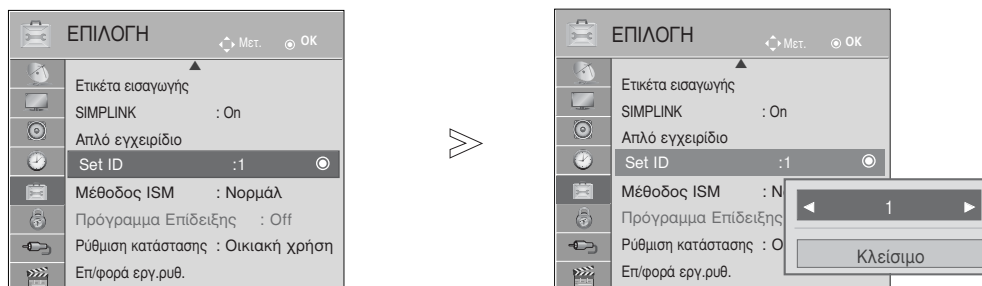 ΕΠΙΛΟΓΗ Μετ. OK
Ετικέτα εισαγωγής
SIMPLINK : On
Απλό εγχειρίδιο
Set ID :1
Μέθοδος ISM : Νορμάλ
Πρόγραμμα Επίδειξης : Off
Ρύθμιση κατάστασης : Οικιακή χρήση
Επ/φορά εργ.ρυθ.
ΕΠΙΛΟΓΗ Μετ. OK
Ετικέτα εισαγωγής
SIMPLINK : On
Απλό εγχειρίδιο
Set ID :1
Μέθοδος ISM : Ν
Πρόγραμμα Επίδειξης
Ρύθμιση κατάστασης : Ο
Επ/φορά εργ.ρυθ.
1
Κλείσιμο